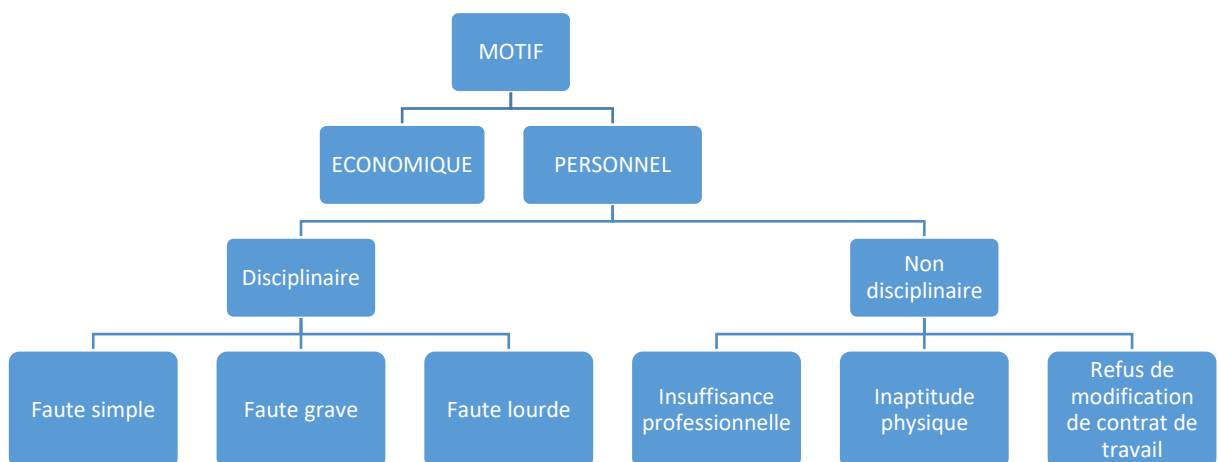 MOTIF
ECONOMIQUE
PERSONNEL
Disciplinaire
Non
disciplinaire
Faute simple
Faute grave
Faute lourde
Insuffisance
professionnelle
Inaptitude
physique
Refus de
modification
de contrat de
travail